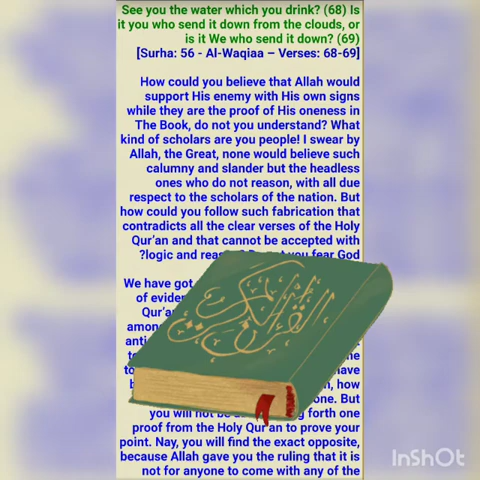 See you the water which you drink? (68) Is
it you who send it down from the clouds, or
is it We who send it down? (69)
[Surha: 56 - Al-Waqiaa – Verses: 68-69]
How could you believe that Allah would
support His enemy with His own signs
while they are the proof of His oneness in
The Book, do not you understand? What
kind of scholars are you people! I swear by
Allah, the Great, none would believe such
calumny and slander but the headless
ones who do not reason, with all due
respect to the scholars of the nation. But
how could you follow such fabrication that
contradicts all the clear verses of the Holy
Qur'an and that cannot be accepted with
?logic and you fear God
We have got
of
have
how
one. But
you will not forth one
proof from the Holy Qur'an to prove your
point. Nay, you will find the exact opposite,
because Allah gave you the ruling that it is
not for anyone to come with any of the
القرآن الكريم
InShOt